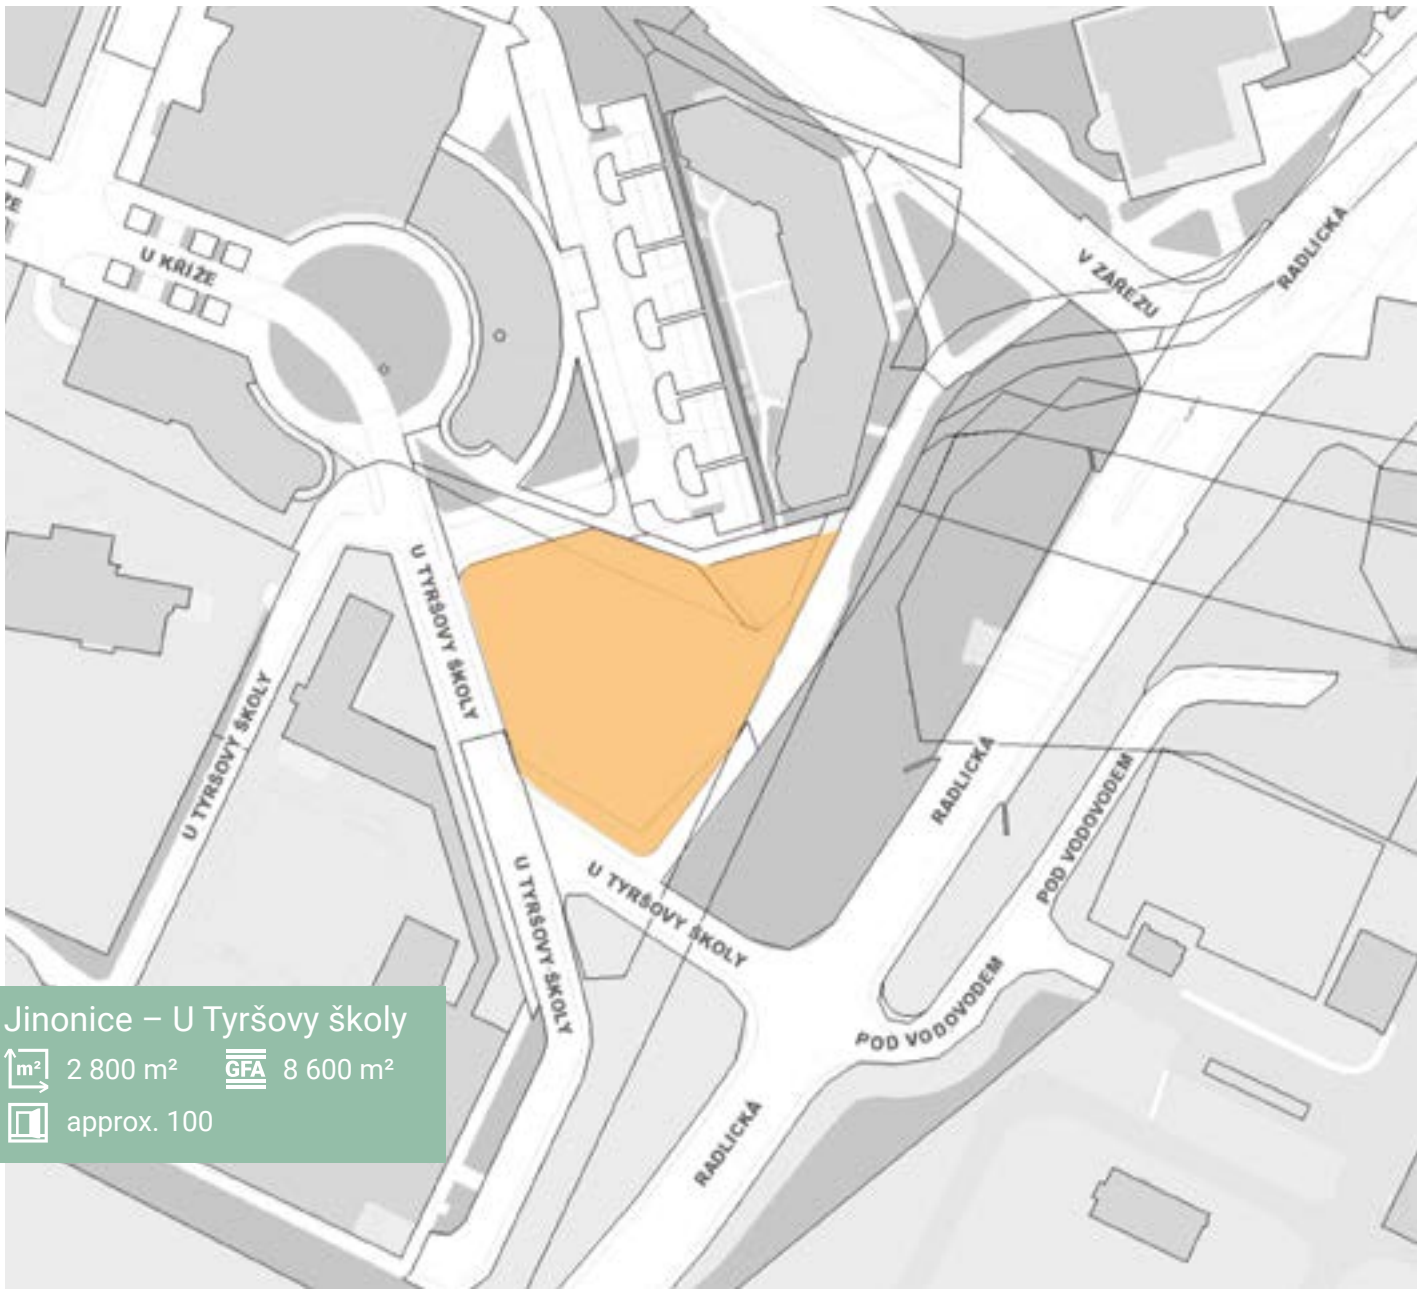 U KŘÍŽE
V ZÁŘEZU
RADLICKÁ
U TYRŠOVY ŠKOLY
U TYRŠOVY ŠKOLY
RADLICKÁ
POD VODOVODEM
U TYRŠOVY ŠKOLY
U TYRŠOVY ŠKOLY
POD VODOVODEM
RADLICKÁ
Jinonice – U Tyršovy školy
m² 2 800 m² GFA 8 600 m²
approx. 100